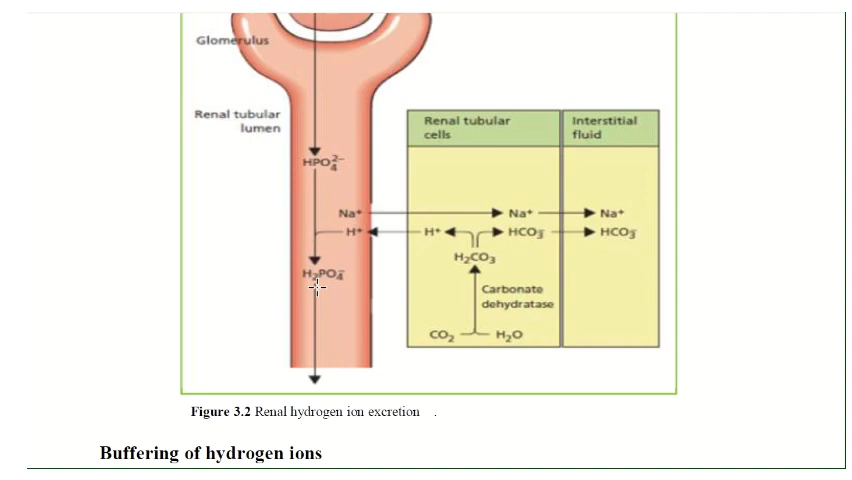 Glomerulus
Renal tubular
lumen
Renal tubular
cells
Interstitial
fluid
HPO₄²⁻
Na⁺
Na⁺
Na⁺
H⁺
H⁺
HCO₃⁻
HCO₃⁻
H₂CO₃
H₂PO₄⁻
Carbonate
dehydratase
CO₂
H₂O
Figure 3.2 Renal hydrogen ion excretion .
Buffering of hydrogen ions